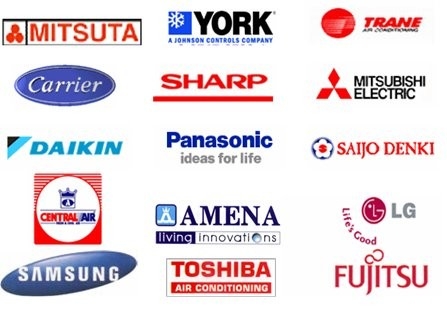 MITSUTA
YORK
A JOHNSON CONTROLS COMPANY
TRANE
AIR CONDITIONING
Carrier
SHARP
MITSUBISHI
ELECTRIC
DAIKIN
Panasonic
ideas for life
SAIJO DENKI
CENTRAL AIR
AMENA
living innovations
LG
Life's Good
SAMSUNG
TOSHIBA
AIR CONDITIONING
FUJITSU